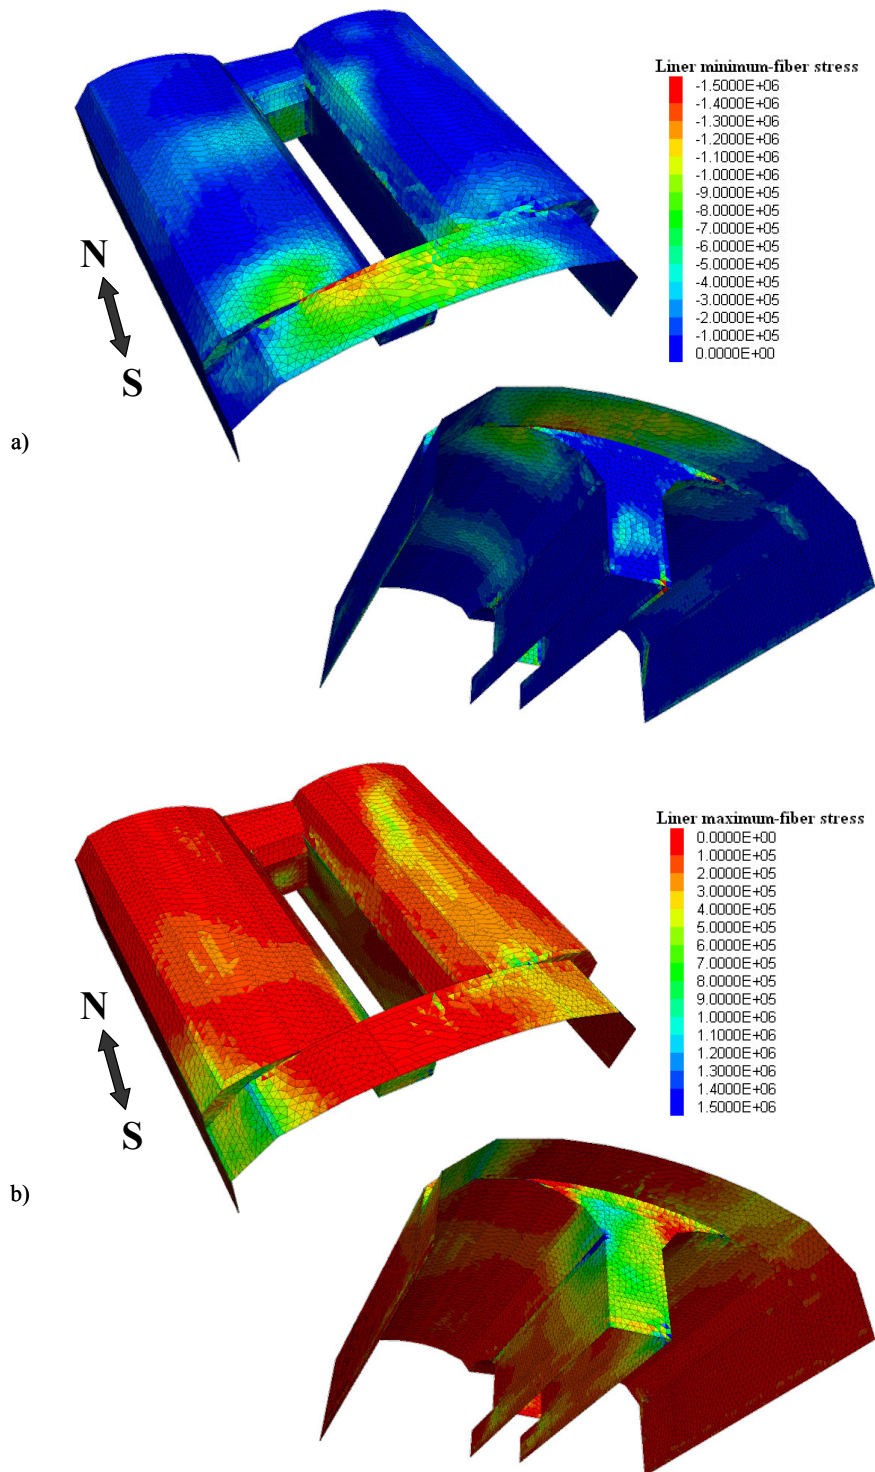 Liner minimum-fiber stress
-1.5000E+06
-1.4000E+06
-1.3000E+06
-1.2000E+06
-1.1000E+06
-1.0000E+06
-9.0000E+05
-8.0000E+05
-7.0000E+05
-6.0000E+05
-5.0000E+05
-4.0000E+05
-3.0000E+05
-2.0000E+05
-1.0000E+05
0.0000E+00
N
S
a)
Liner maximum-fiber stress
0.0000E+00
1.0000E+05
2.0000E+05
3.0000E+05
4.0000E+05
5.0000E+05
6.0000E+05
7.0000E+05
8.0000E+05
9.0000E+05
1.0000E+06
1.1000E+06
1.2000E+06
1.3000E+06
1.4000E+06
1.5000E+06
N
S
b)